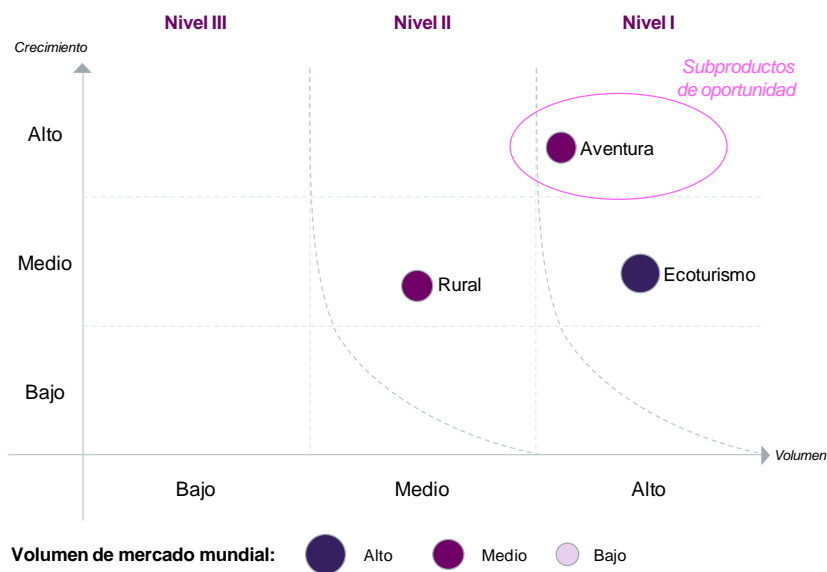 Nivel III
Nivel II
Nivel I
Crecimiento
Subproductos
de oportunidad
Alto
Aventura
Medio
Rural
Ecoturismo
Bajo
Volumen
Bajo
Medio
Alto
Volumen de mercado mundial:
Alto
Medio
Bajo